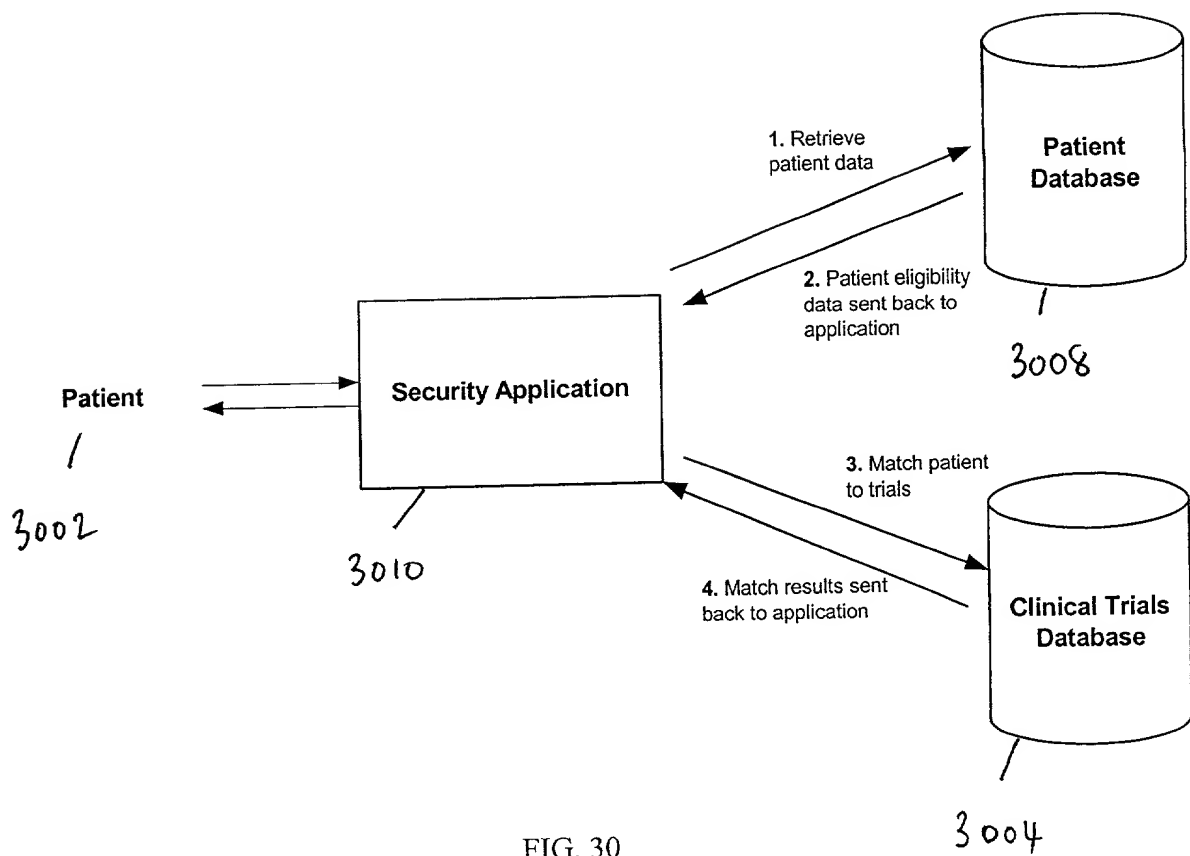 1. Retrieve
patient data
Patient
Database
2. Patient eligibility
data sent back to
application
3008
Patient
3002
Security Application
3010
3. Match patient
to trials
4. Match results sent
back to application
Clinical Trials
Database
3004
FIG. 30